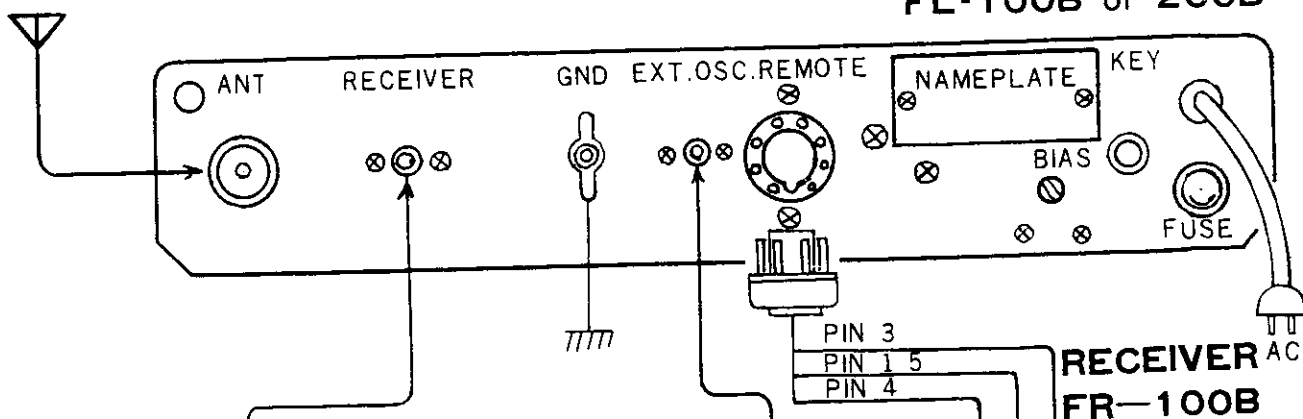 FL-100B or 200B
ANT
RECEIVER
GND
EXT.OSC.
REMOTE
NAMEPLATE
KEY
BIAS
FUSE
PIN 3
PIN 1 5
PIN 4
RECEIVER
FR-100B
AC